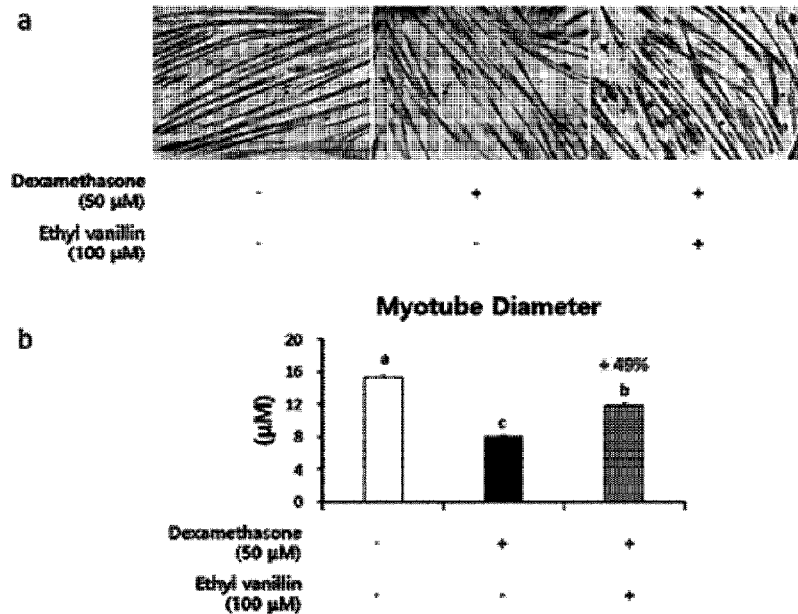 a
Dexamethasone
(50 µM)
- + +
Ethyl vanillin
(100 µM)
- - +
b
Myotube Diameter
(µM)
20
16
12
8
4
0
a
c
+ 49%
b
Dexamethasone
(50 µM)
- + +
Ethyl vanillin
(100 µM)
- - +